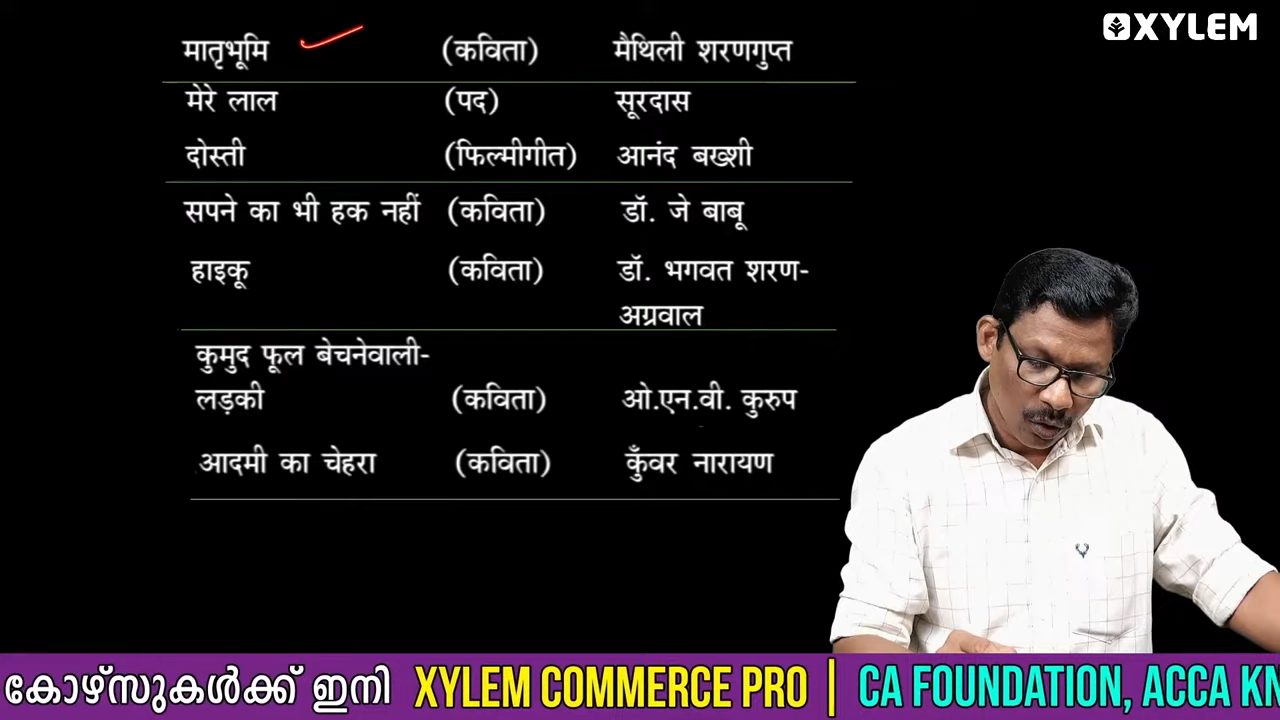 XYLEM
मातृभूमि (कविता) मैथिली शरणगुप्त
मेरे लाल (पद) सूरदास
दोस्ती (फिल्मीगीत) आनंद बख्शी
सपने का भी हक नहीं (कविता) डॉ. जे बाबू
हाइकू (कविता) डॉ. भगवत शरण-
अग्रवाल
कुमुद फूल बेचनेवाली-
लड़की (कविता) ओ.एन.वी. कुरुप
आदमी का चेहरा (कविता) कुँवर नारायण
കോഴ്സുകൾക്ക് ഇനി XYLEM COMMERCE PRO | CA FOUNDATION, ACCA KN